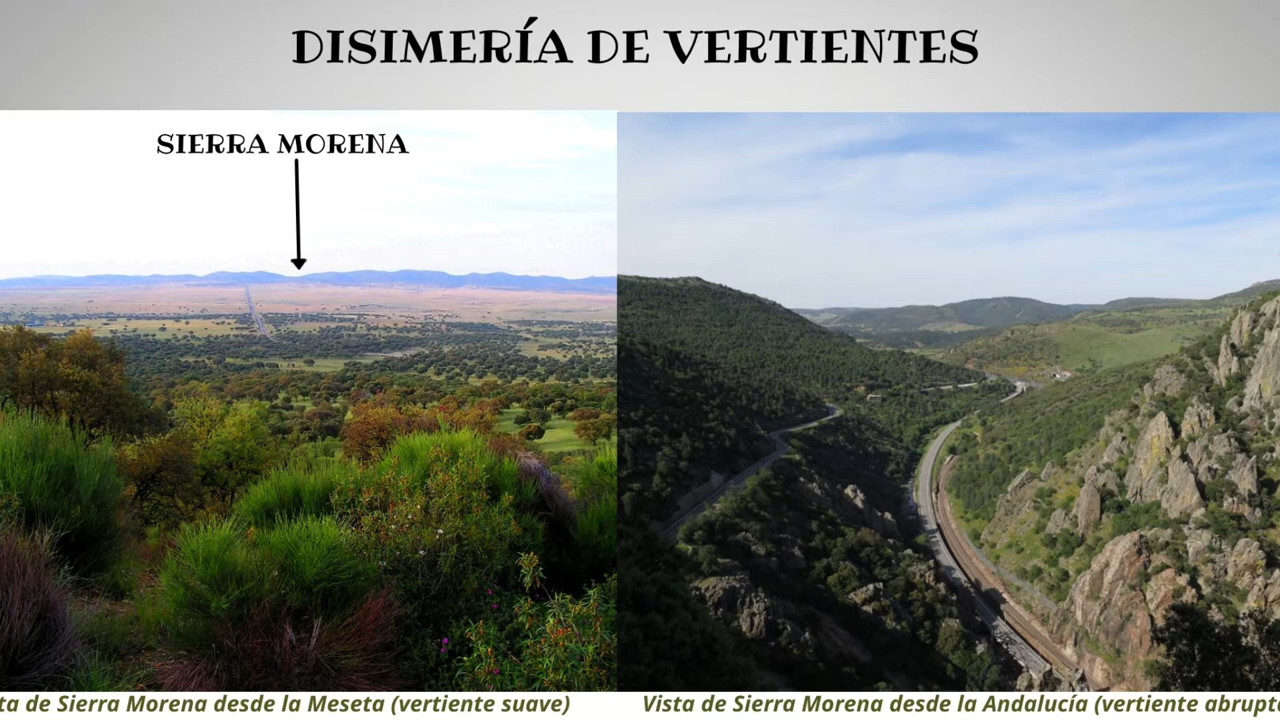 DISIMERÍA DE VERTIENTES
SIERRA MORENA
ta de Sierra Morena desde la Meseta (vertiente suave)
Vista de Sierra Morena desde la Andalucía (vertiente abrupt